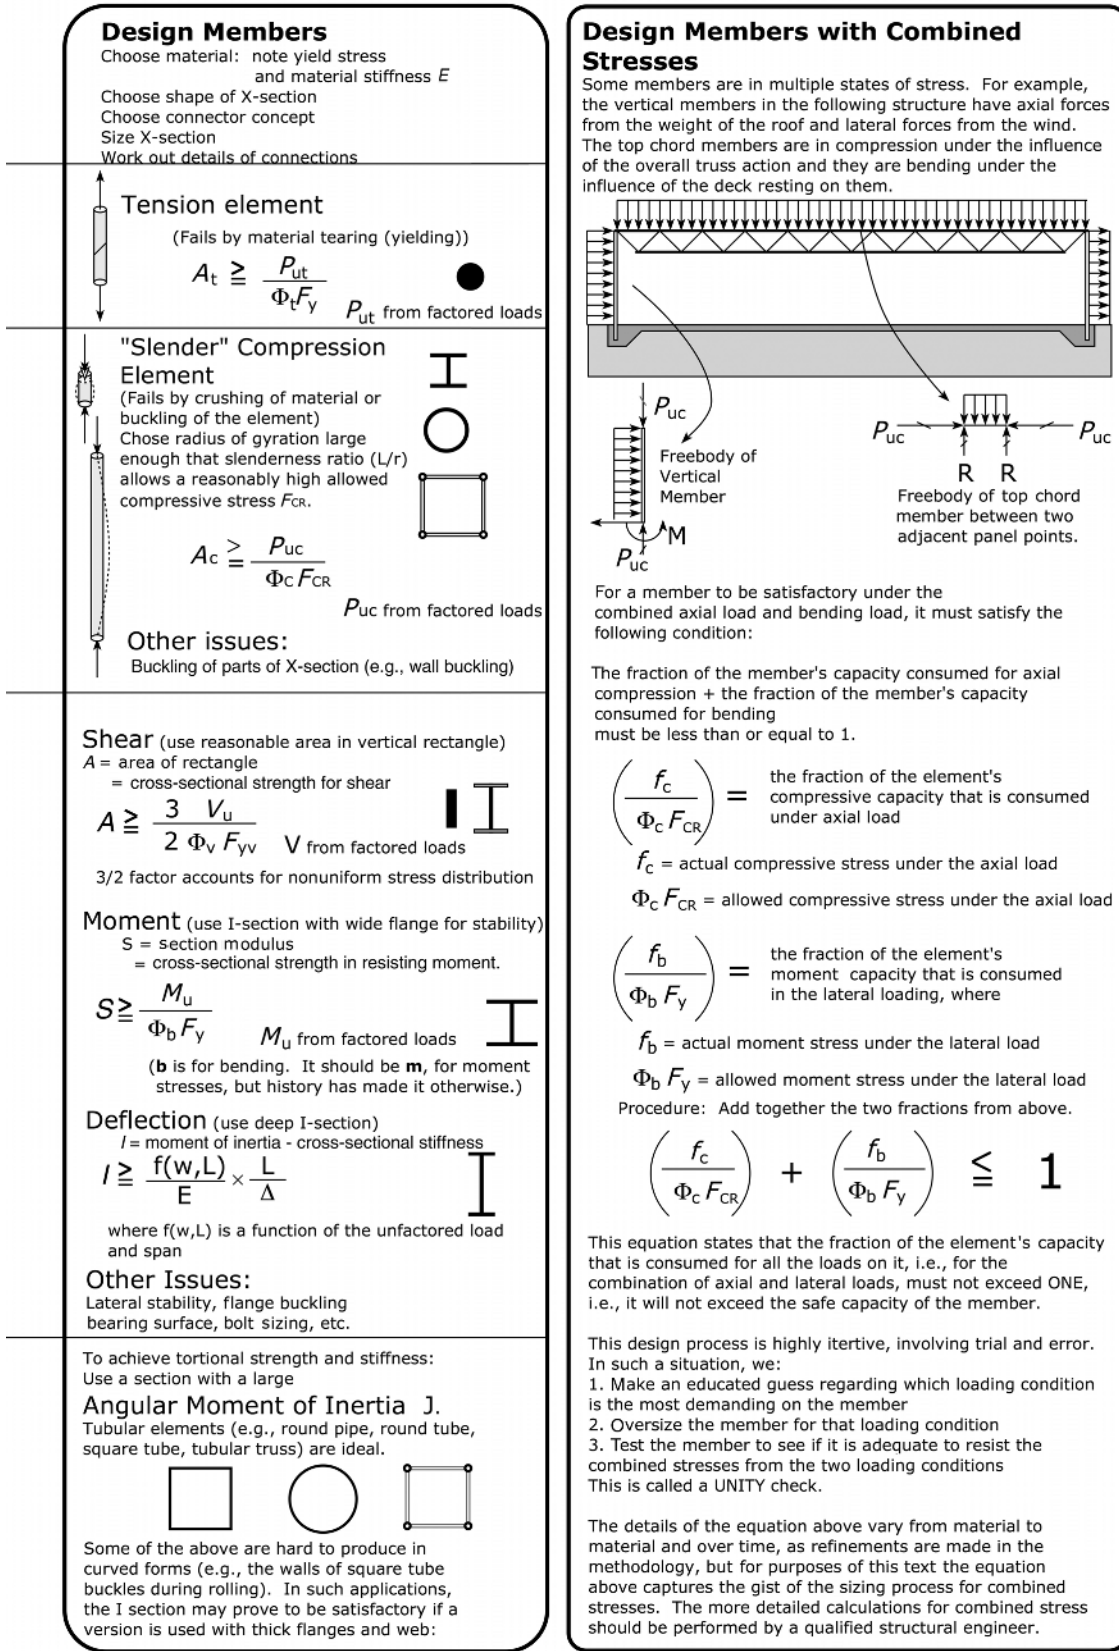 Design Members
Choose material: note yield stress
and material stiffness E
Choose shape of X-section
Choose connector concept
Size X-section
Work out details of connections
Tension element
(Fails by material tearing (yielding))
At ≧ Put / ΦtFy
Put from factored loads
"Slender" Compression
Element
(Fails by crushing of material or
buckling of the element)
Chose radius of gyration large
enough that slenderness ratio (L/r)
allows a reasonably high allowed
compressive stress FCR.
Ac ≧ Puc / ΦC FCR
Puc from factored loads
Other issues:
Buckling of parts of X-section (e.g., wall buckling)
Shear (use reasonable area in vertical rectangle)
A = area of rectangle
= cross-sectional strength for shear
A ≧ 3 Vu / 2 Φv Fyv V from factored loads
3/2 factor accounts for nonuniform stress distribution
Moment (use I-section with wide flange for stability)
S = section modulus
= cross-sectional strength in resisting moment.
S ≧ Mu / Φb Fy
Mu from factored loads
(b is for bending. It should be m, for moment
stresses, but history has made it otherwise.)
Deflection (use deep I-section)
I = moment of inertia - cross-sectional stiffness
I ≧ f(w,L) / E × L / Δ
where f(w,L) is a function of the unfactored load
and span
Other Issues:
Lateral stability, flange buckling
bearing surface, bolt sizing, etc.
To achieve tortional strength and stiffness:
Use a section with a large
Angular Moment of Inertia J.
Tubular elements (e.g., round pipe, round tube,
square tube, tubular truss) are ideal.
Some of the above are hard to produce in
curved forms (e.g., the walls of square tube
buckles during rolling). In such applications,
the I section may prove to be satisfactory if a
version is used with thick flanges and web:
Design Members with Combined
Stresses
Some members are in multiple states of stress. For example,
the vertical members in the following structure have axial forces
from the weight of the roof and lateral forces from the wind.
The top chord members are in compression under the influence
of the overall truss action and they are bending under the
influence of the deck resting on them.
Puc
Freebody of
Vertical
Member
M
Puc
Puc Puc
R R
Freebody of top chord
member between two
adjacent panel points.
For a member to be satisfactory under the
combined axial load and bending load, it must satisfy the
following condition:
The fraction of the member's capacity consumed for axial
compression + the fraction of the member's capacity
consumed for bending
must be less than or equal to 1.
(fc / Φc FCR) = the fraction of the element's
compressive capacity that is consumed
under axial load
fc = actual compressive stress under the axial load
Φc FCR = allowed compressive stress under the axial load
(fb / Φb Fy) = the fraction of the element's
moment capacity that is consumed
in the lateral loading, where
fb = actual moment stress under the lateral load
Φb Fy = allowed moment stress under the lateral load
Procedure: Add together the two fractions from above.
(fc / Φc FCR) + (fb / Φb Fy) ≦ 1
This equation states that the fraction of the element's capacity
that is consumed for all the loads on it, i.e., for the
combination of axial and lateral loads, must not exceed ONE,
i.e., it will not exceed the safe capacity of the member.
This design process is highly itertive, involving trial and error.
In such a situation, we:
1. Make an educated guess regarding which loading condition
is the most demanding on the member
2. Oversize the member for that loading condition
3. Test the member to see if it is adequate to resist the
combined stresses from the two loading conditions
This is called a UNITY check.
The details of the equation above vary from material to
material and over time, as refinements are made in the
methodology, but for purposes of this text the equation
above captures the gist of the sizing process for combined
stresses. The more detailed calculations for combined stress
should be performed by a qualified structural engineer.